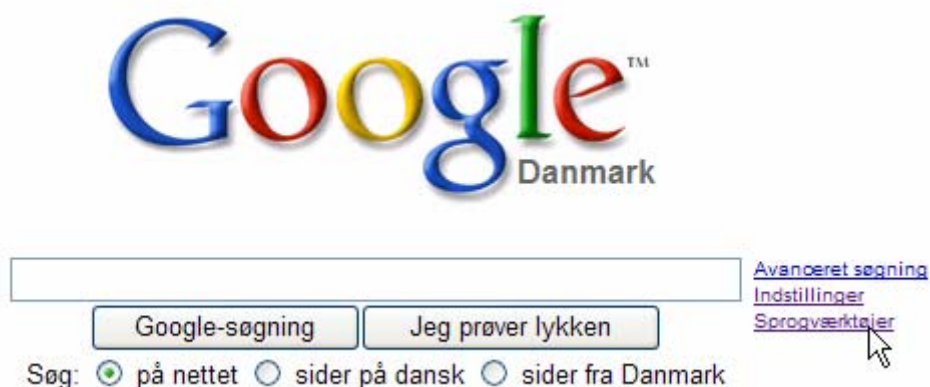 Google™
Danmark
Avanceret søgning
Indstillinger
Sprogværktøjer
Google-søgning Jeg prøver lykken
Søg: på nettet sider på dansk sider fra Danmark